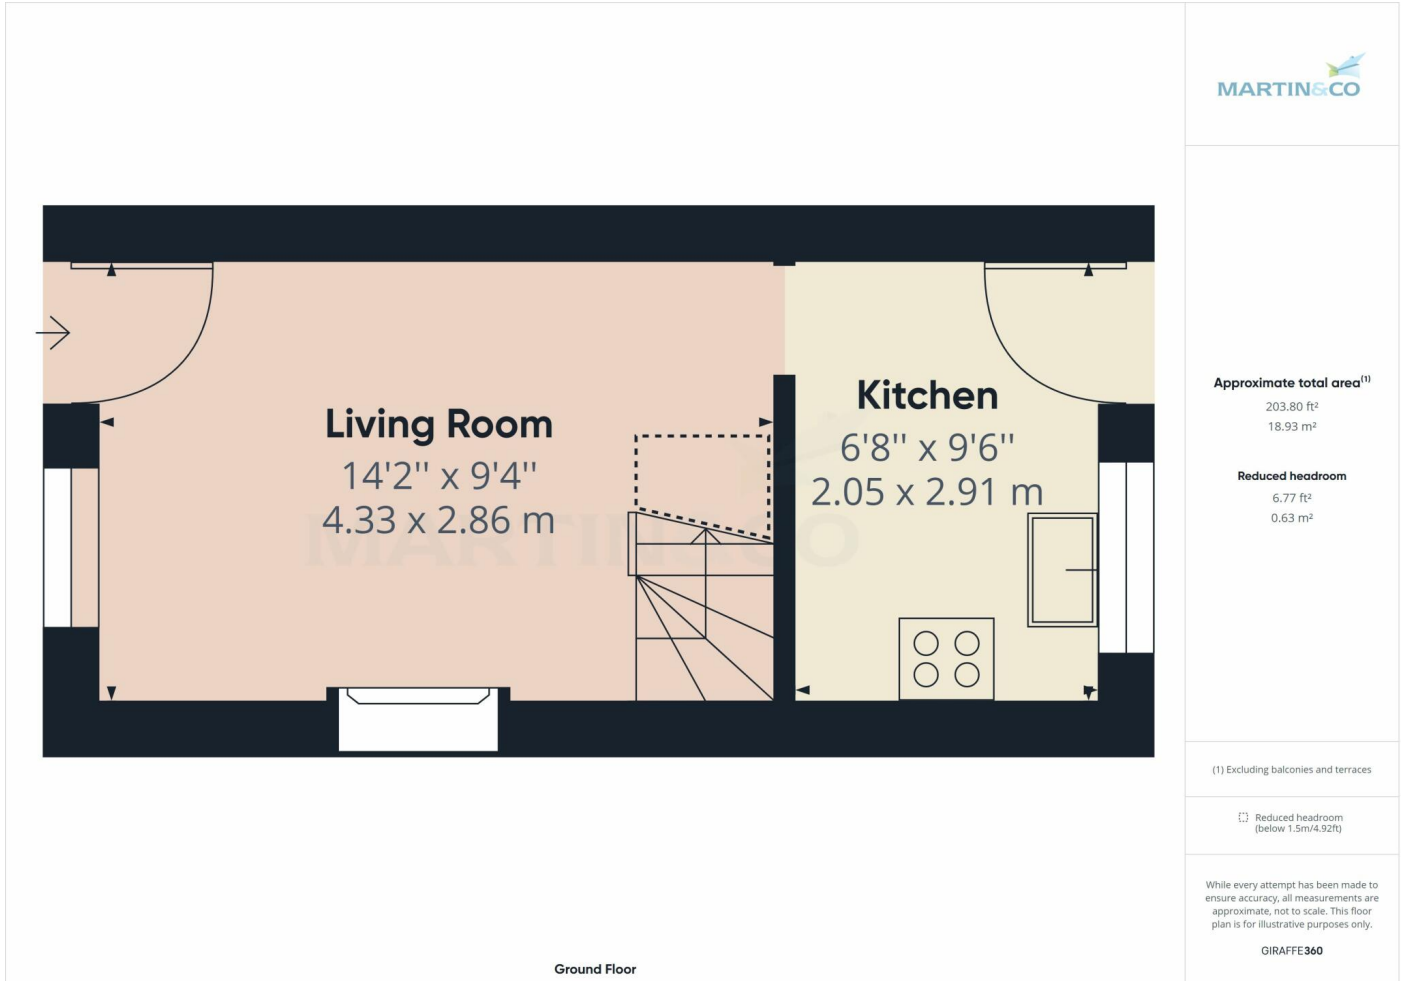 MARTIN&CO
Living Room
14'2'' x 9'4''
4.33 x 2.86 m
Kitchen
6'8'' x 9'6''
2.05 x 2.91 m
MARTIN&CO
Ground Floor
Approximate total area(1)
203.80 ft²
18.93 m²
Reduced headroom
6.77 ft²
0.63 m²
(1) Excluding balconies and terraces
Reduced headroom
(below 1.5m/4.92ft)
While every attempt has been made to
ensure accuracy, all measurements are
approximate, not to scale. This floor
plan is for illustrative purposes only.
GIRAFFE360